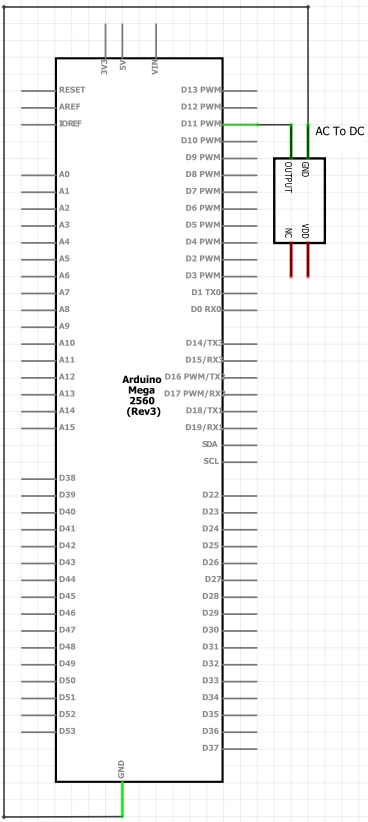 3V3
5V
VIN
RESET
AREF
IOREF
A0
A1
A2
A3
A4
A5
A6
A7
A8
A9
A10
A11
A12
A13
A14
A15
D38
D39
D40
D41
D42
D43
D44
D45
D46
D47
D48
D49
D50
D51
D52
D53
Arduino
Mega
2560
(Rev3)
D13 PWM
D12 PWM
D11 PWM
D10 PWM
D9 PWM
D8 PWM
D7 PWM
D6 PWM
D5 PWM
D4 PWM
D2 PWM
D3 PWM
D1 TX0
D0 RX0
D14/TX3
D15/RX3
D16 PWM/TX2
D17 PWM/RX2
D18/TX1
D19/RX1
SDA
SCL
D22
D23
D24
D25
D26
D27
D28
D29
D30
D31
D32
D33
D34
D35
D36
D37
GND
AC To DC
OUTPUT
GND
NC
VDD